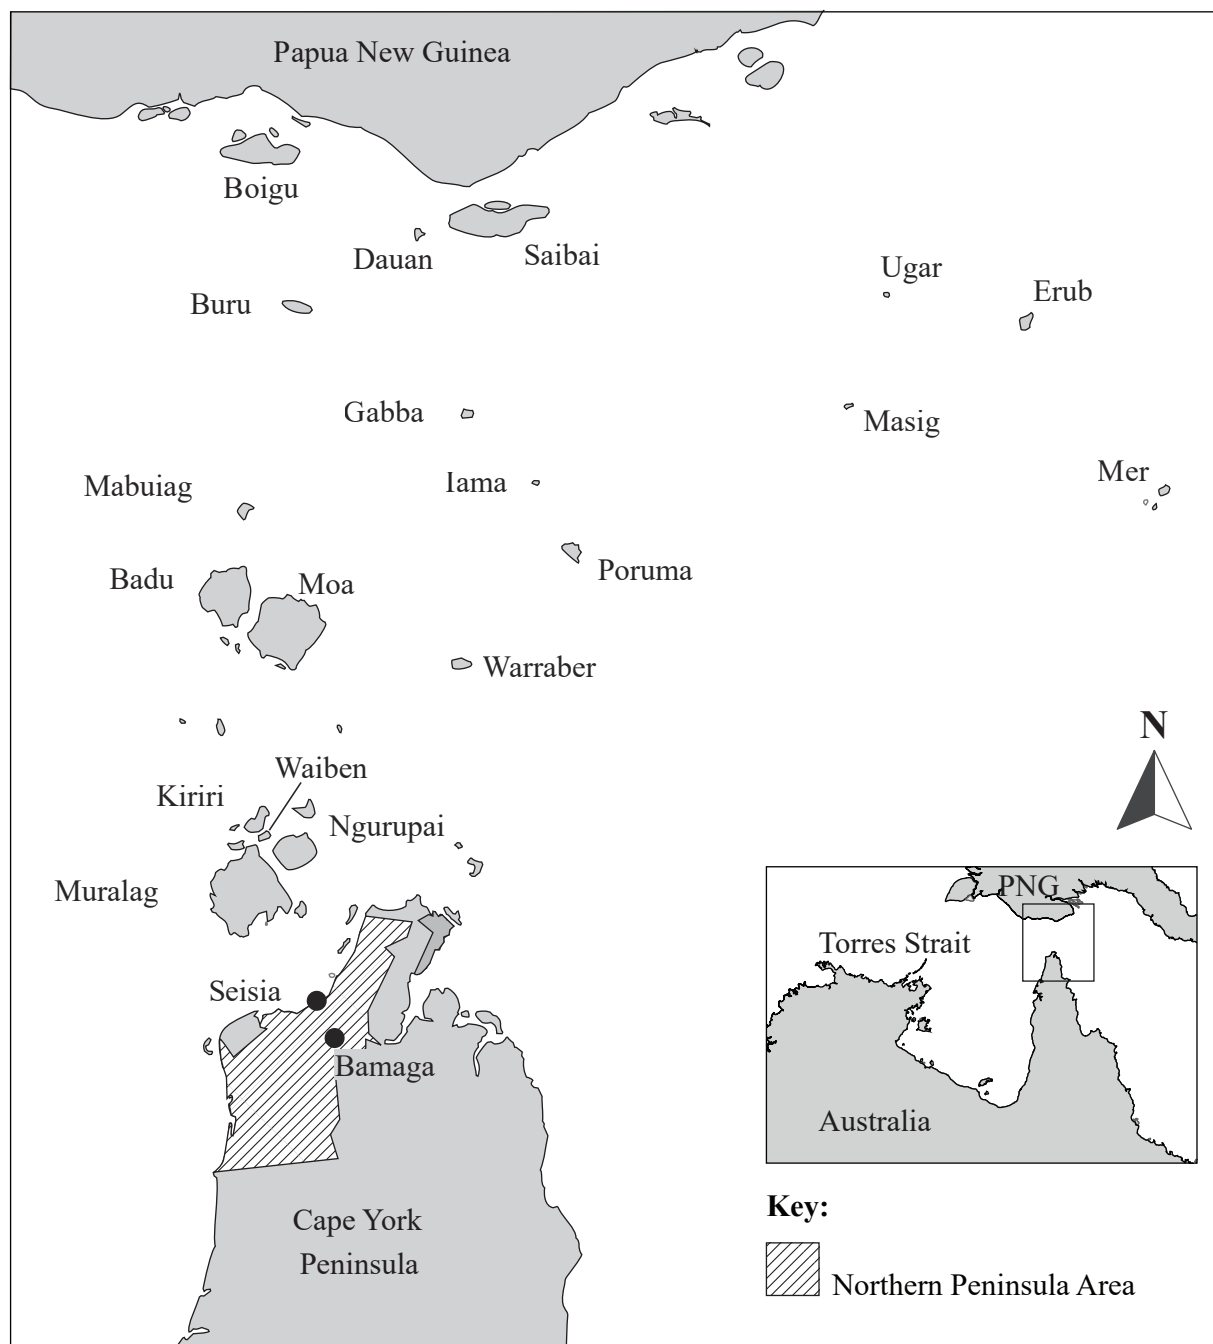 Papua New Guinea
Boigu
Dauan
Saibai
Ugar
Erub
Buru
Gabba
Masig
Mabuiag
Iama
Mer
Badu
Moa
Poruma
Warraber
N
Waiben
Kiriri
Ngurupai
Muralag
PNG
Torres Strait
Seisia
Bamaga
Australia
Cape York
Peninsula
Key:
Northern Peninsula Area